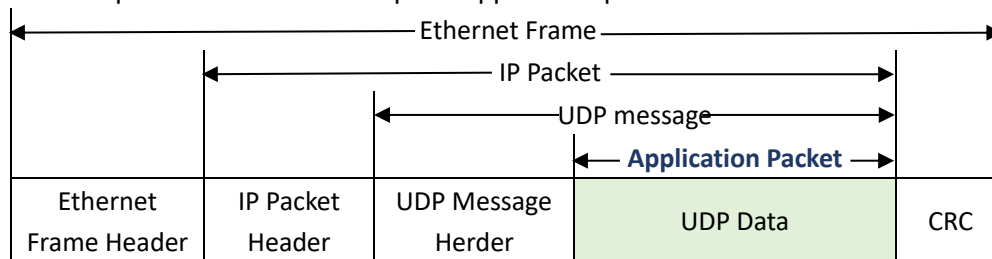 Ethernet Frame
IP Packet
UDP message
Application Packet
Ethernet
Frame Header
IP Packet
Header
UDP Message
Herder
UDP Data
CRC